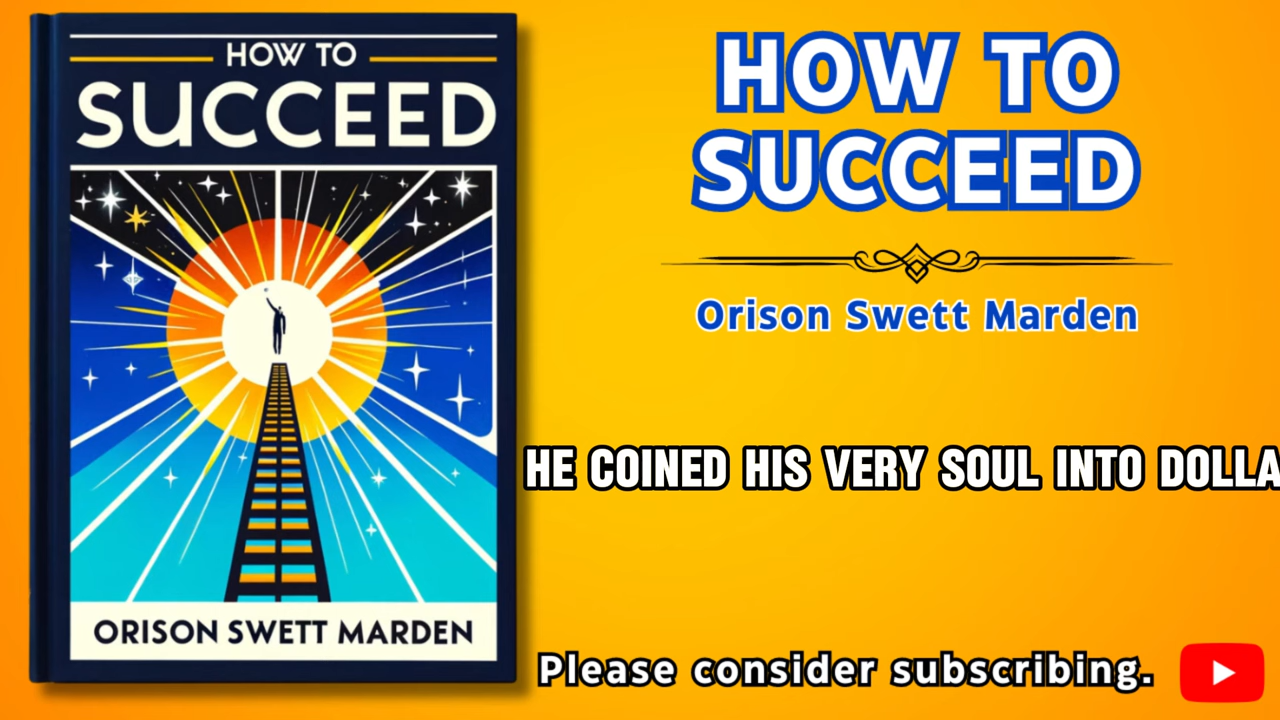 HOW TO
SUCCEED
ORISON SWETT MARDEN
HOW TO
SUCCEED
Orison Swett Marden
HE COINED HIS VERY SOUL INTO DOLLA
Please consider subscribing.